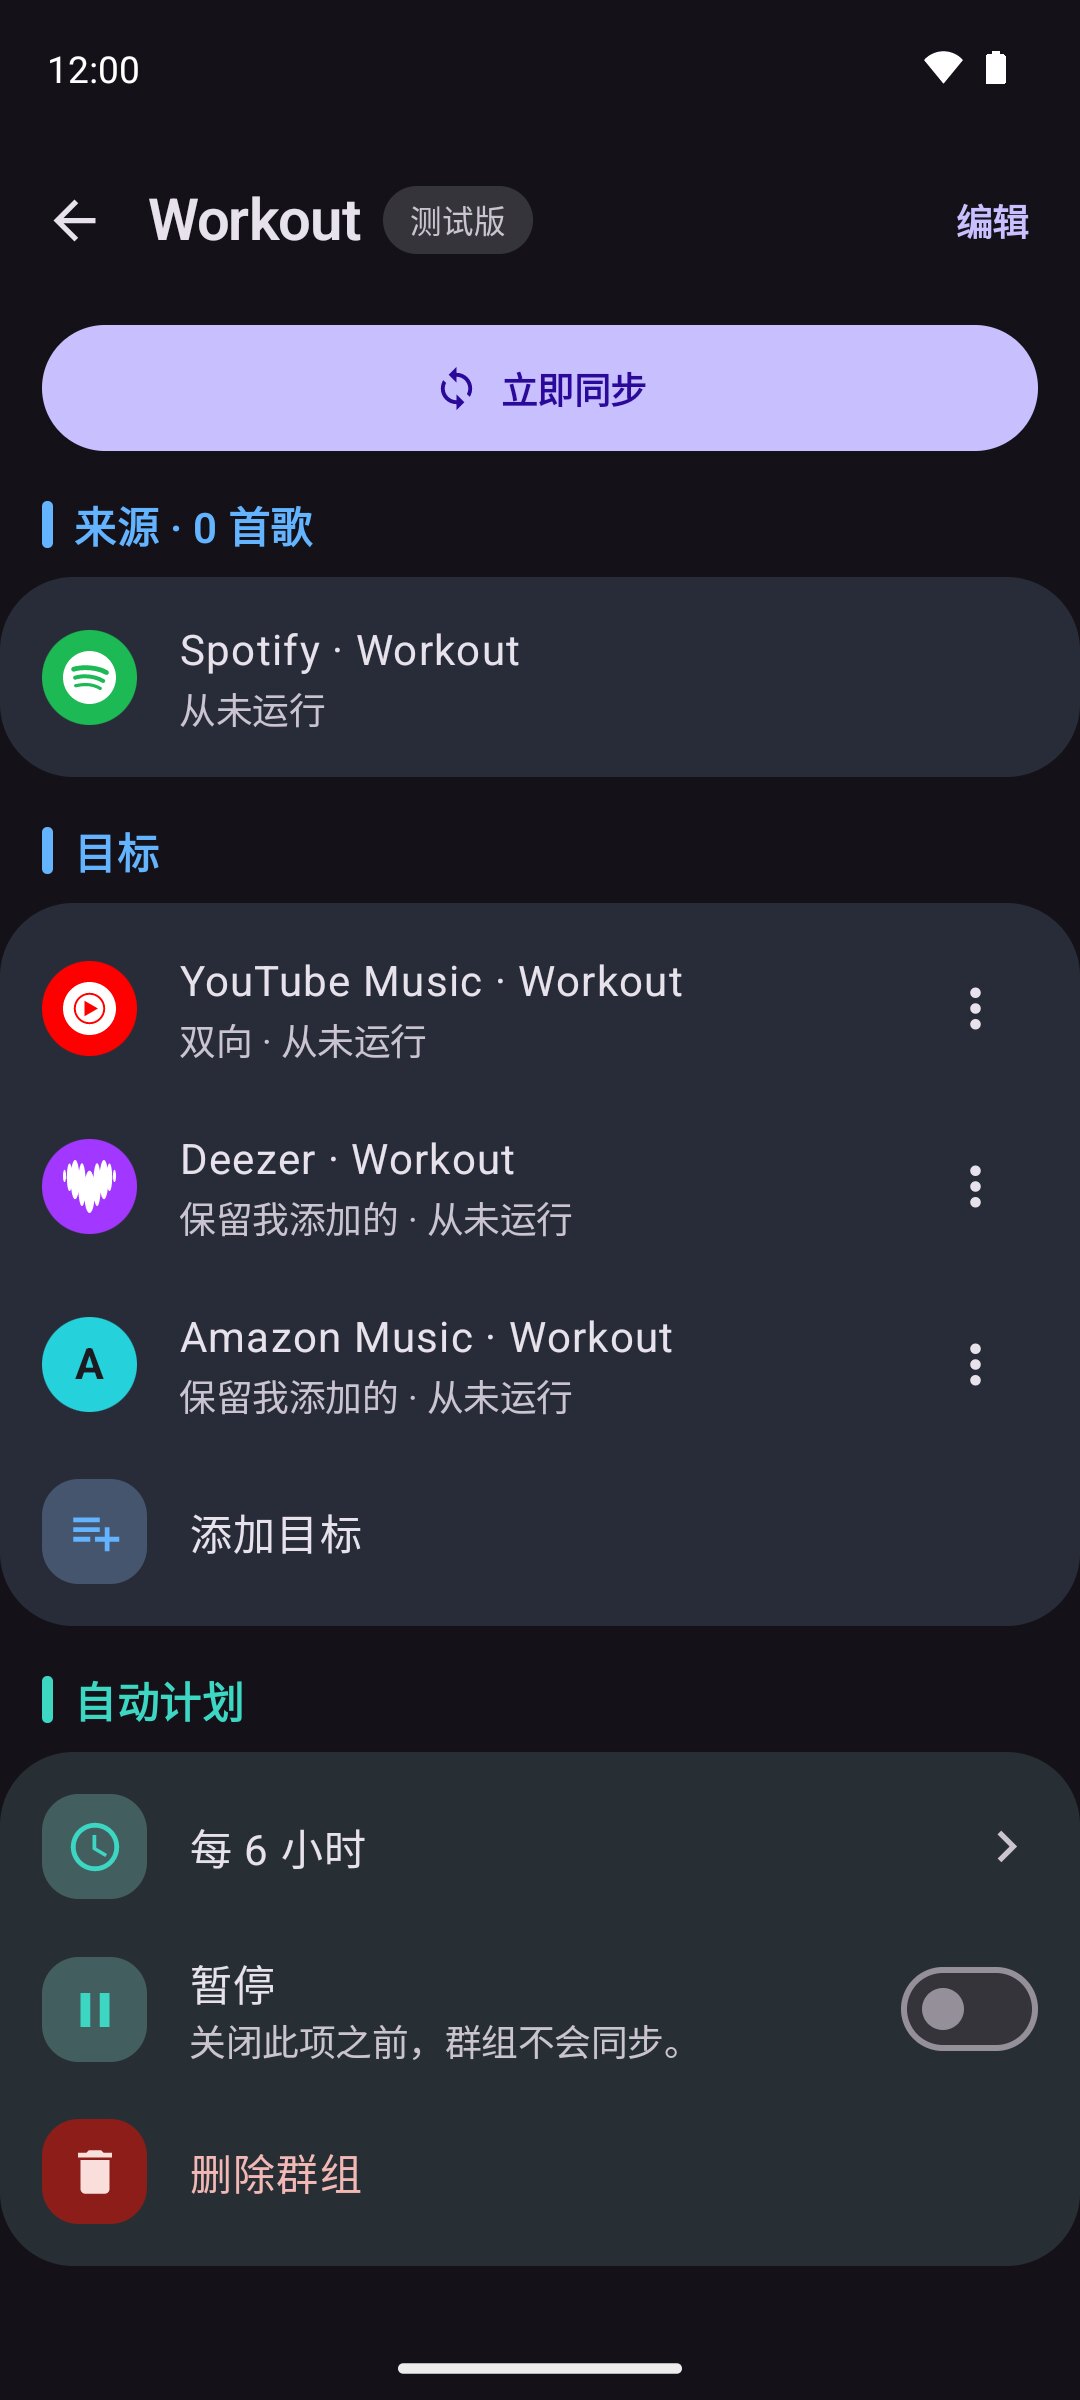 12:00
Workout 测试版 编辑
立即同步
来源 · 0 首歌
Spotify · Workout
从未运行
目标
YouTube Music · Workout
双向 · 从未运行
Deezer · Workout
保留我添加的 · 从未运行
A
Amazon Music · Workout
保留我添加的 · 从未运行
添加目标
自动计划
每 6 小时
暂停
关闭此项之前，群组不会同步。
删除群组